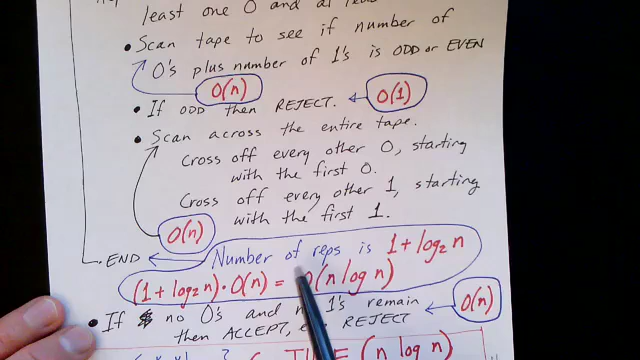 least one 0 and at lea
• Scan tape to see if number of
0's plus number of 1's is ODD or EVEN
O(n)
• If ODD then REJECT.
O(1)
• Scan across the entire tape.
Cross off every other 0, starting
with the first 0.
Cross off every other 1, starting
with the first 1.
O(n)
END
Number of reps is 1 + log₂ n
(1 + log₂ n) · O(n) = O(n log n)
• If no 0's and no 1's remain
then ACCEPT, REJECT
O(n)
TIME (n log n)